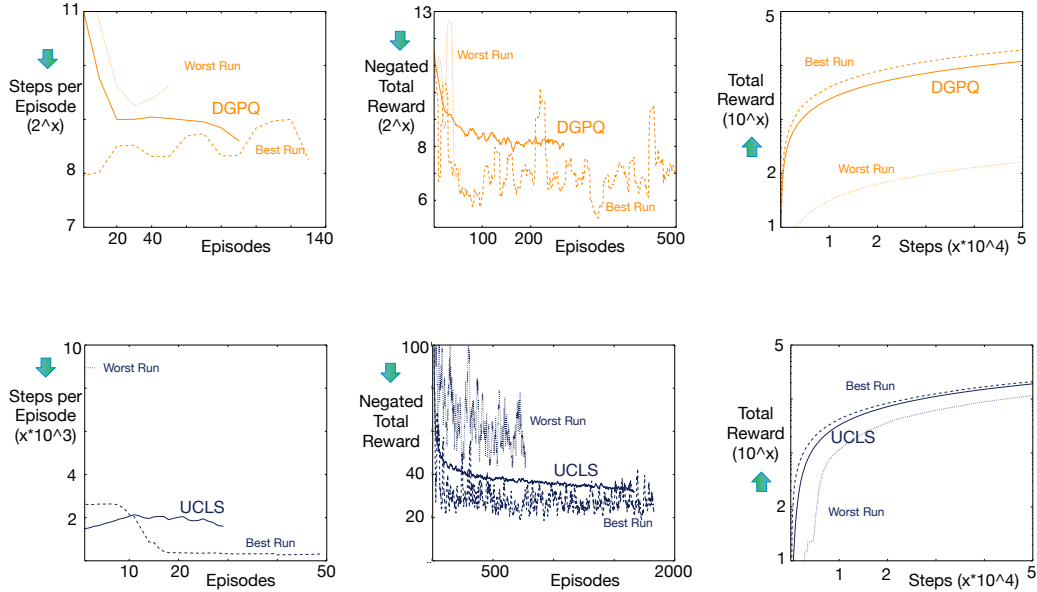 11
8
7
20
40
140
Steps per
Episode
(2^x)
Worst Run
DGPQ
Best Run
Episodes
13
8
6
100
200
500
Negated
Total
Reward
(2^x)
Worst Run
DGPQ
Best Run
Episodes
5
2
1
1
2
5
Total
Reward
(10^x)
Best Run
DGPQ
Worst Run
Steps (x*10^4)
10
2
10
20
50
Steps per
Episode
(x*10^3)
Worst Run
UCLS
Best Run
Episodes
100
60
40
20
500
2000
Negated
Total
Reward
Worst Run
UCLS
Best Run
Episodes
5
2
1
1
2
5
Total
Reward
(10^x)
Best Run
UCLS
Worst Run
Steps (x*10^4)